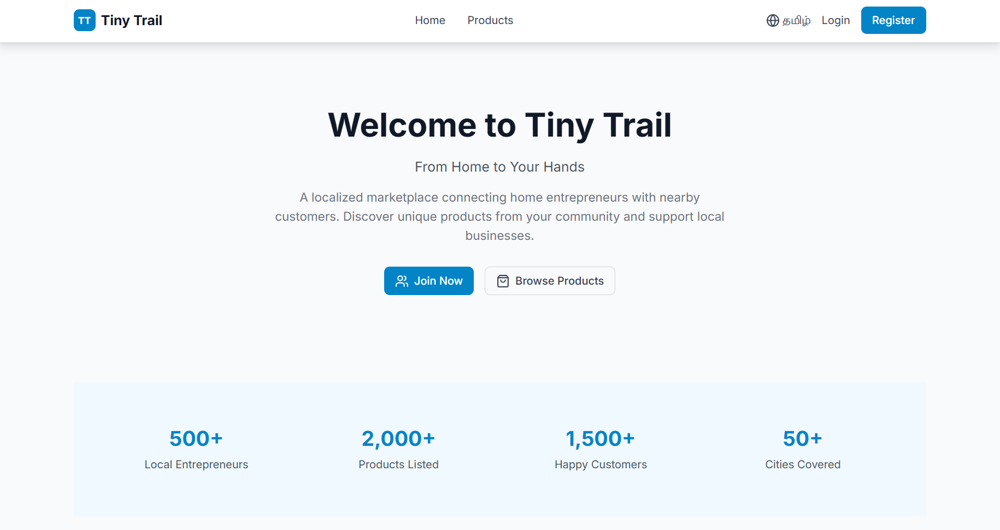 TT Tiny Trail
Home Products
தமிழ் Login Register
Welcome to Tiny Trail
From Home to Your Hands
A localized marketplace connecting home entrepreneurs with nearby
customers. Discover unique products from your community and support local
businesses.
Join Now
Browse Products
500+
Local Entrepreneurs
2,000+
Products Listed
1,500+
Happy Customers
50+
Cities Covered